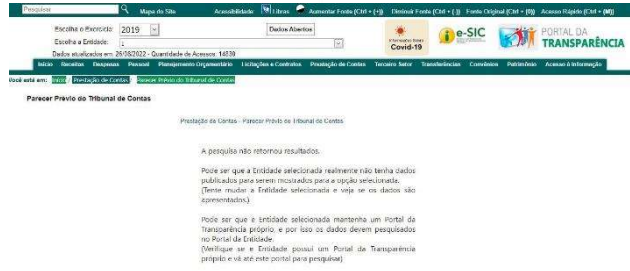 Pesquisar Mapa do Site Acessibilidade: Libras Aumentar Fonte (Ctrl + (+)) Diminuir Fonte (Ctrl + (-)) Fonte Original (Ctrl + (0)) Acesso Rápido (Ctrl + (M))
Escolha o Exercício: 2019 Dados Abertos
Escolha a Entidade: 1
Covid-19
e-SIC
PORTAL DA
TRANSPARÊNCIA
Dados atualizados em: 26/08/2022 - Quantidade de Acessos: 14830
Início Receitas Despesas Pessoal Planejamento Orçamentário Licitações e Contratos Prestação de Contas Terceiro Setor Transferências Convênios Patrimônio Acesso à Informação
Você está em: Início Prestação de Contas Parecer Prévio do Tribunal de Contas
Parecer Prévio do Tribunal de Contas
Prestação de Contas - Parecer Prévio do Tribunal de Contas
A pesquisa não retornou resultados.
Pode ser que a Entidade selecionada realmente não tenha dados
publicados para serem mostrados para a opção selecionada.
(Tente mudar a Entidade selecionada e veja se os dados são
apresentados.)
Pode ser que a Entidade selecionada mantenha um Portal da
Transparência próprio, e por isso os dados devem ser pesquisados
no Portal da Entidade.
(Verifique se a Entidade possui um Portal da Transparência
próprio e vá até este portal para pesquisar)